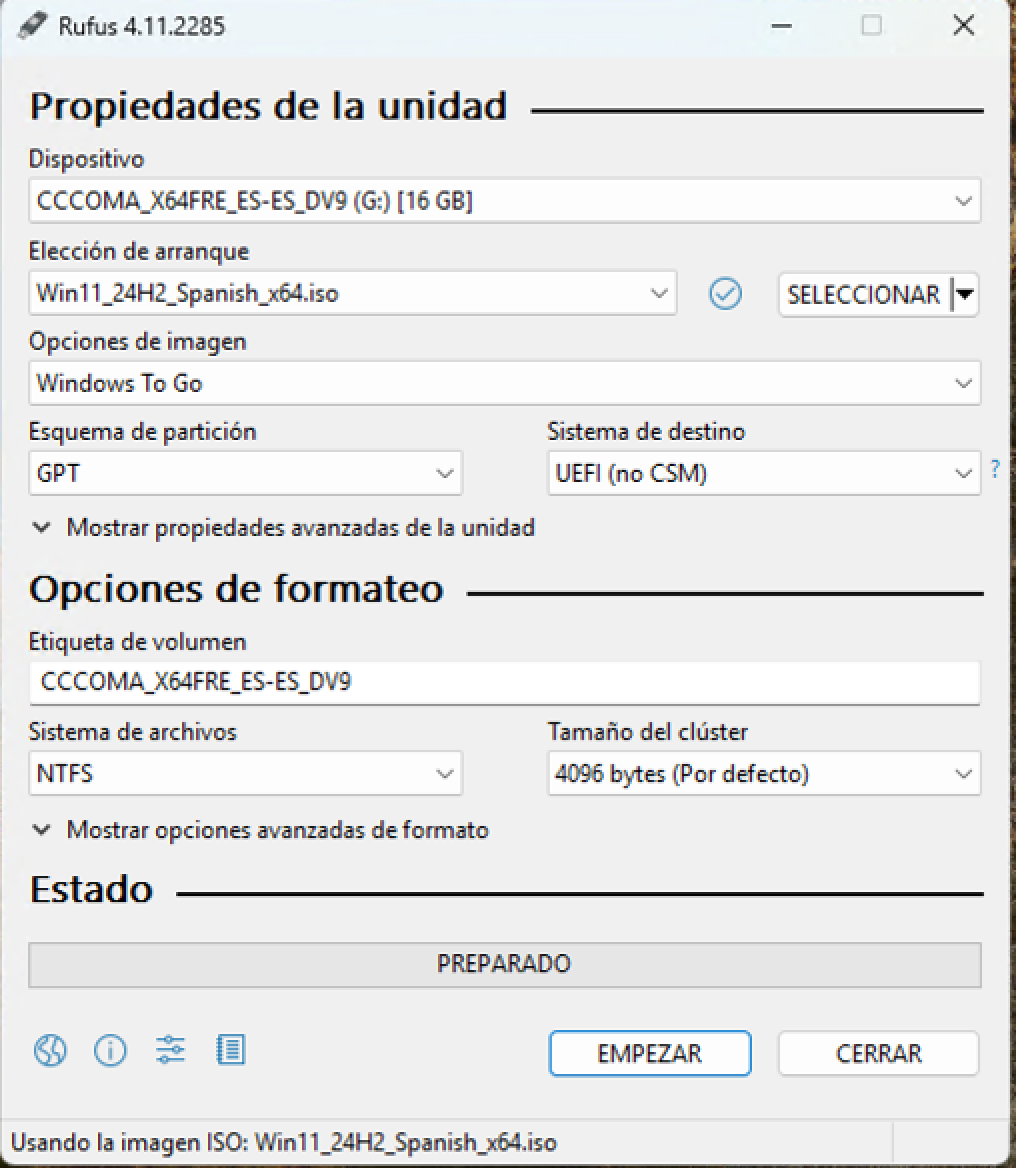 Rufus 4.11.2285
Propiedades de la unidad
Dispositivo
CCCOMA_X64FRE_ES-ES_DV9 (G:) [16 GB]
Elección de arranque
Win11_24H2_Spanish_x64.iso
SELECCIONAR
Opciones de imagen
Windows To Go
Esquema de partición
Sistema de destino
GPT
UEFI (no CSM)
?
Mostrar propiedades avanzadas de la unidad
Opciones de formateo
Etiqueta de volumen
CCCOMA_X64FRE_ES-ES_DV9
Sistema de archivos
Tamaño del clúster
NTFS
4096 bytes (Por defecto)
Mostrar opciones avanzadas de formato
Estado
PREPARADO
EMPEZAR
CERRAR
Usando la imagen ISO: Win11_24H2_Spanish_x64.iso